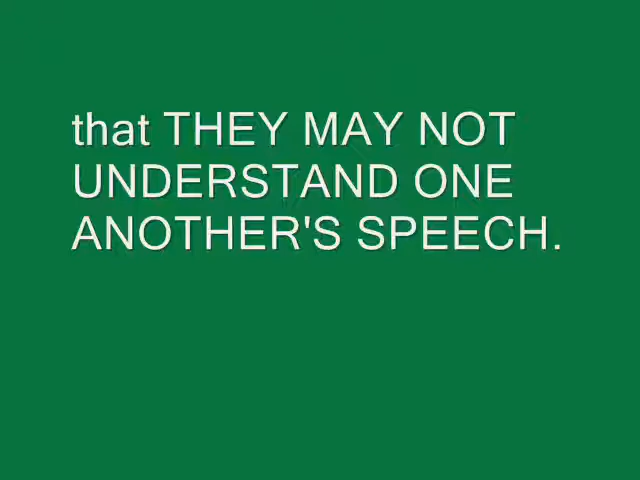 that THEY MAY NOT
UNDERSTAND ONE
ANOTHER'S SPEECH.